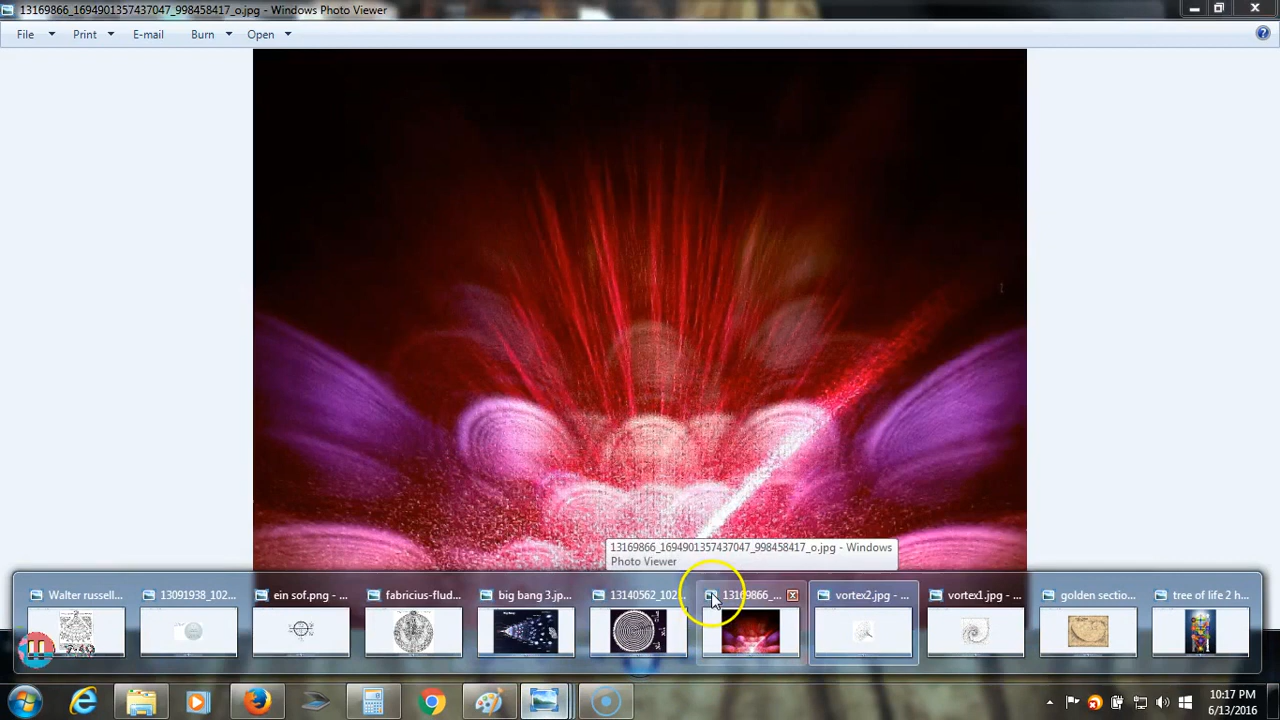 13169866_1694901357437047_998458417_o.jpg - Windows Photo Viewer
File Print E-mail Burn Open
13169866_1694901357437047_998458417_o.jpg - Windows
Photo Viewer
Walter russell... 13091938_102... ein sof.png - ... fabricius-flud... big bang 3.jp... 13140562_102... 13169866_... vortex2.jpg - ... vortex1.jpg - ... golden sectio... tree of life 2 h...
10:17 PM
6/13/2016